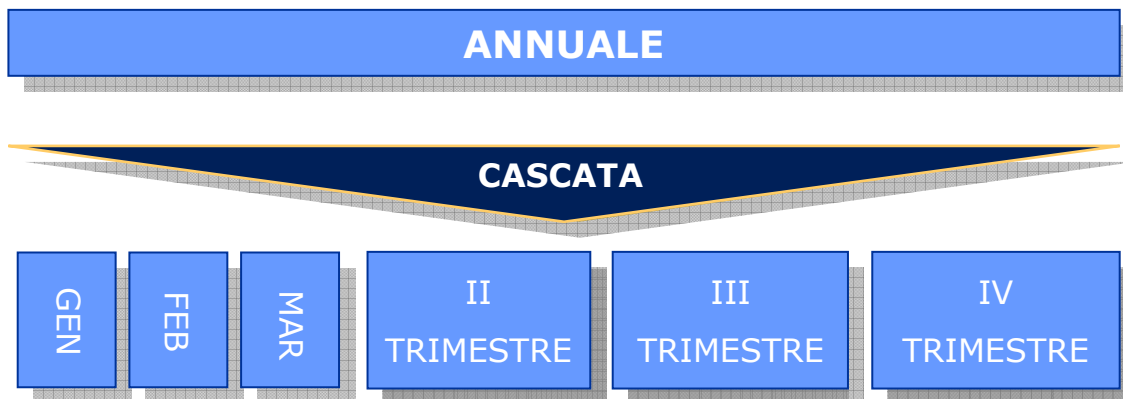 ANNUALE
CASCATA
GEN
FEB
MAR
II
TRIMESTRE
III
TRIMESTRE
IV
TRIMESTRE